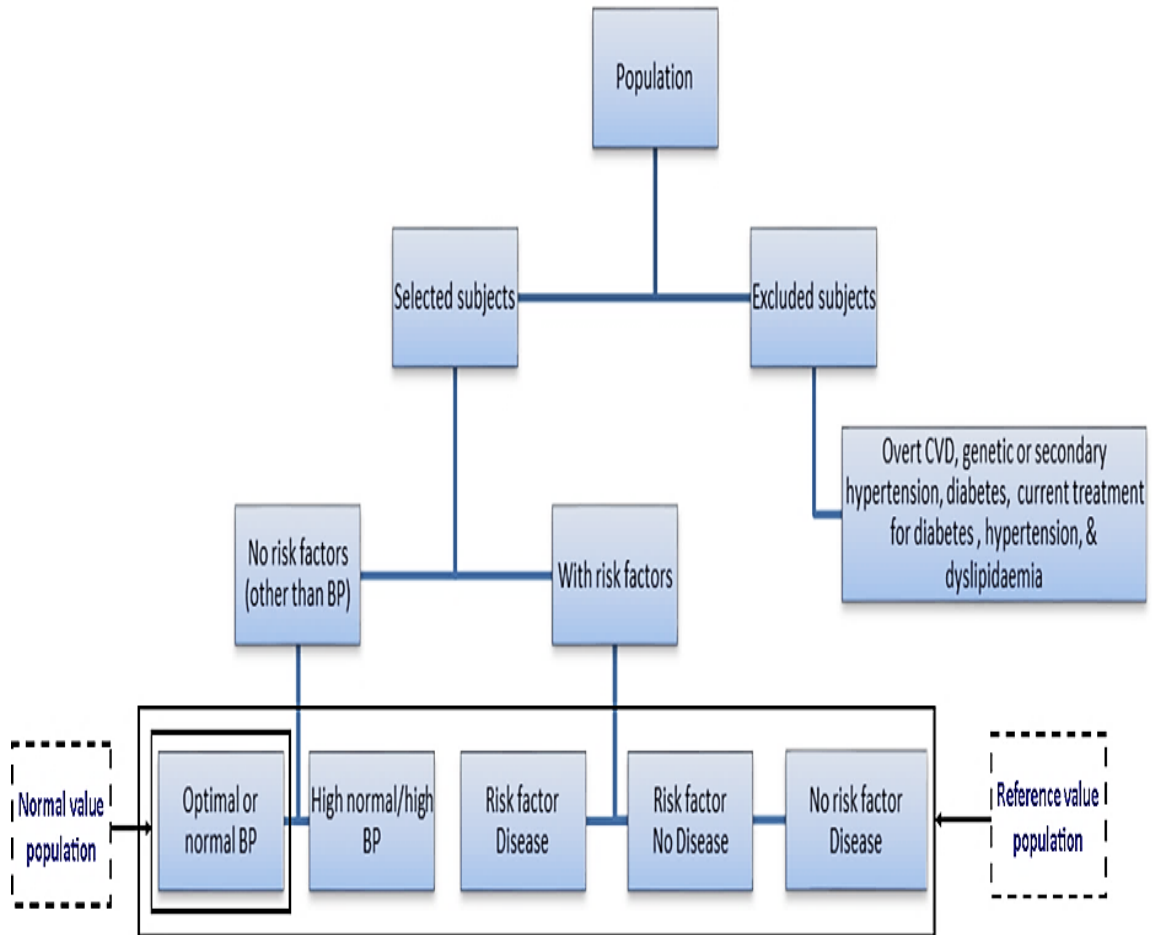 Population
Selected subjects
Excluded subjects
Overt CVD, genetic or secondary
hypertension, diabetes, current treatment
for diabetes , hypertension, &
dyslipidaemia
No risk factors
(other than BP)
With risk factors
Normal value
population
Optimal or
normal BP
High normal/high
BP
Risk factor
Disease
Risk factor
No Disease
No risk factor
Disease
Reference value
population